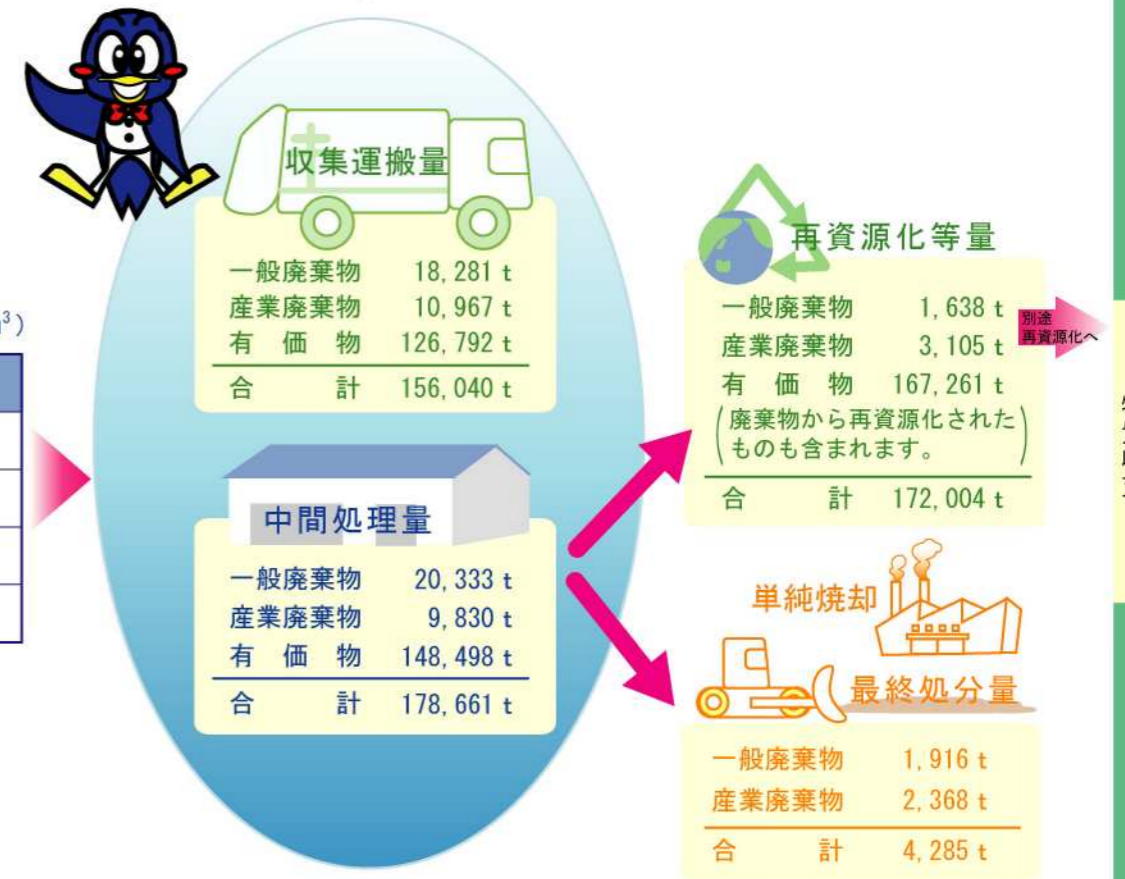 収集運搬量
一般廃棄物 18,281 t
産業廃棄物 10,967 t
有価物 126,792 t
合計 156,040 t
中間処理量
一般廃棄物 20,333 t
産業廃棄物 9,830 t
有価物 148,498 t
合計 178,661 t
再資源化等量
一般廃棄物 1,638 t
産業廃棄物 3,105 t
有価物 167,261 t
(廃棄物から再資源化された
ものも含まれます。)
合計 172,004 t
別途
再資源化へ
単純焼却
最終処分量
一般廃棄物 1,916 t
産業廃棄物 2,368 t
合計 4,285 t